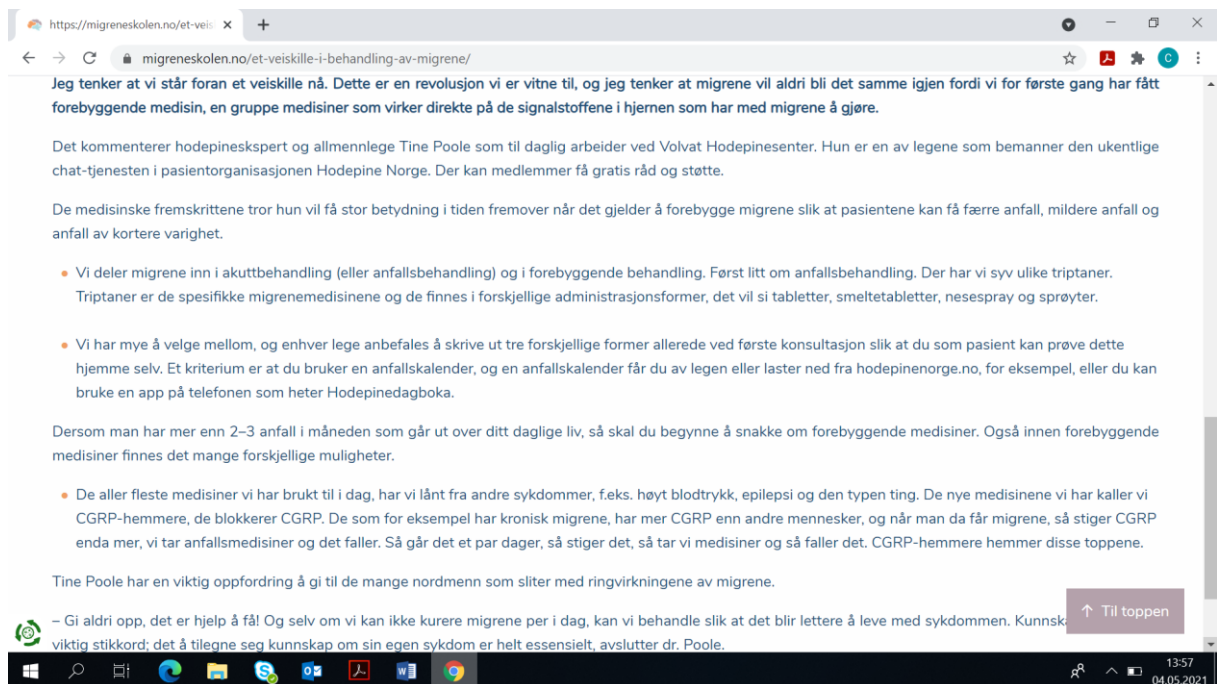 https://migreneskolen.no/et-veis
migreneskolen.no/et-veiskille-i-behandling-av-migrene/
C
Jeg tenker at vi står foran et veiskille nå. Dette er en revolusjon vi er vitne til, og jeg tenker at migrene vil aldri bli det samme igjen fordi vi for første gang har fått
forebyggende medisin, en gruppe medisiner som virker direkte på de signalstoffene i hjernen som har med migrene å gjøre.
Det kommenterer hodepineskspert og allmennlege Tine Poole som til daglig arbeider ved Volvat Hodepinesenter. Hun er en av legene som bemanner den ukentlige
chat-tjenesten i pasientorganisasjonen Hodepine Norge. Der kan medlemmer få gratis råd og støtte.
De medisinske fremskrittene tror hun vil få stor betydning i tiden fremover når det gjelder å forebygge migrene slik at pasientene kan få færre anfall, mildere anfall og
anfall av kortere varighet.
• Vi deler migrene inn i akuttbehandling (eller anfallsbehandling) og i forebyggende behandling. Først litt om anfallsbehandling. Der har vi syv ulike triptaner.
Triptaner er de spesifikke migrenemedisinene og de finnes i forskjellige administrasjonsformer, det vil si tabletter, smeltetabletter, nesespray og sprøyter.
• Vi har mye å velge mellom, og enhver lege anbefales å skrive ut tre forskjellige former allerede ved første konsultasjon slik at du som pasient kan prøve dette
hjemme selv. Et kriterium er at du bruker en anfallskalender, og en anfallskalender får du av legen eller laster ned fra hodepinenorge.no, for eksempel, eller du kan
bruke en app på telefonen som heter Hodepinedagboka.
Dersom man har mer enn 2–3 anfall i måneden som går ut over ditt daglige liv, så skal du begynne å snakke om forebyggende medisiner. Også innen forebyggende
medisiner finnes det mange forskjellige muligheter.
• De aller fleste medisiner vi har brukt til i dag, har vi lånt fra andre sykdommer, f.eks. høyt blodtrykk, epilepsi og den typen ting. De nye medisinene vi har kaller vi
CGRP-hemmere, de blokkerer CGRP. De som for eksempel har kronisk migrene, har mer CGRP enn andre mennesker, og når man da får migrene, så stiger CGRP
enda mer, vi tar anfallsmedisiner og det faller. Så går det et par dager, så stiger det, så tar vi medisiner og så faller det. CGRP-hemmere hemmer disse toppene.
Tine Poole har en viktig oppfordring å gi til de mange nordmenn som sliter med ringvirkningene av migrene.
↑ Til toppen
– Gi aldri opp, det er hjelp å få! Og selv om vi kan ikke kurere migrene per i dag, kan vi behandle slik at det blir lettere å leve med sykdommen.
viktig stikkord; det å tilegne seg kunnskap om sin egen sykdom er helt essensielt, avslutter dr. Poole.
13:57
04.05.2021